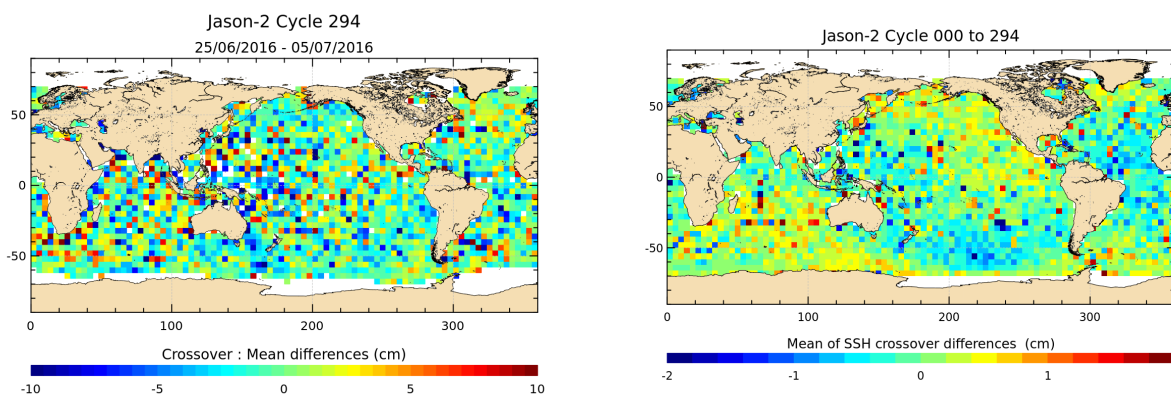 Jason-2 Cycle 294
25/06/2016 - 05/07/2016
50
0
-50
0 100 200 300
Crossover : Mean differences (cm)
-10 -5 0 5 10
Jason-2 Cycle 000 to 294
50
0
-50
0 100 200 300
Mean of SSH crossover differences (cm)
-2 -1 0 1